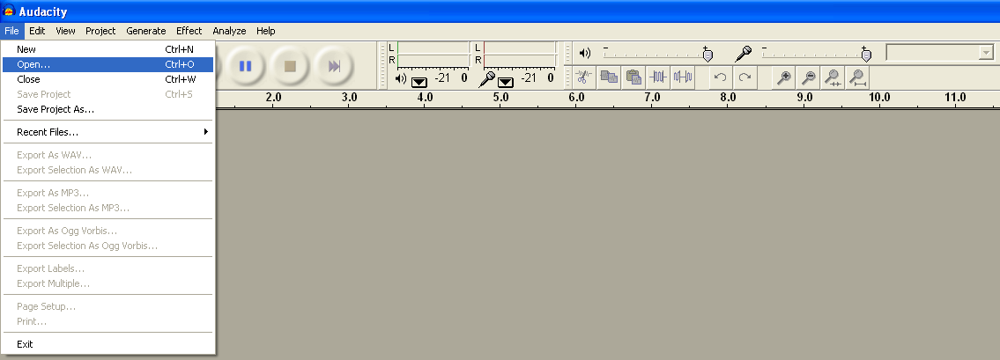 Audacity
File Edit View Project Generate Effect Analyze Help
New Ctrl+N
Open... Ctrl+O
Close Ctrl+W
Save Project Ctrl+S
Save Project As...
Recent Files...
Export As WAV...
Export Selection As WAV...
Export As MP3...
Export Selection As MP3...
Export As Ogg Vorbis...
Export Selection As Ogg Vorbis...
Export Labels...
Export Multiple...
Page Setup...
Print...
Exit
L
R
-21 0
L
R
-21 0
- +
- +
2.0 3.0 4.0 5.0 6.0 7.0 8.0 9.0 10.0 11.0